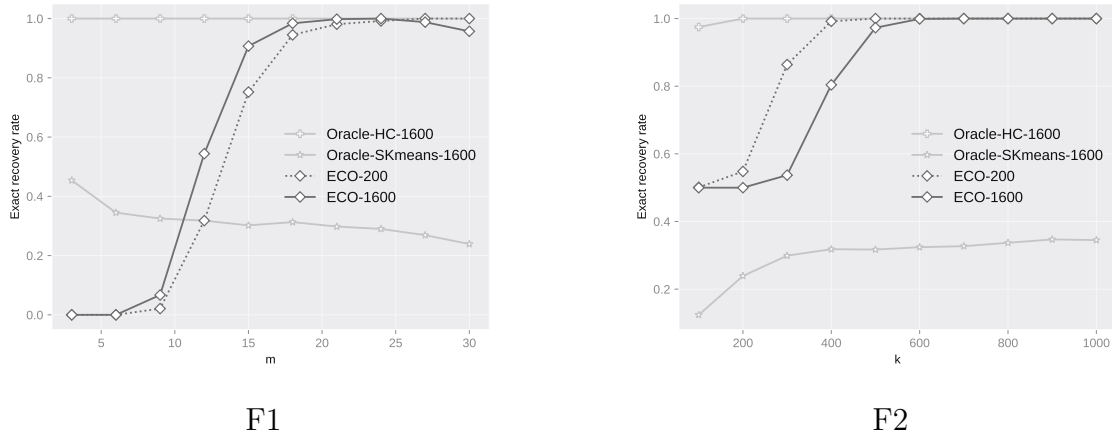 1.0
0.8
0.6
0.4
0.2
0.0
Exact recovery rate
5 10 15 20 25 30
m
Oracle-HC-1600
Oracle-SKmeans-1600
ECO-200
ECO-1600
F1
1.0
0.8
0.6
0.4
0.2
Exact recovery rate
200 400 600 800 1000
k
Oracle-HC-1600
Oracle-SKmeans-1600
ECO-200
ECO-1600
F2